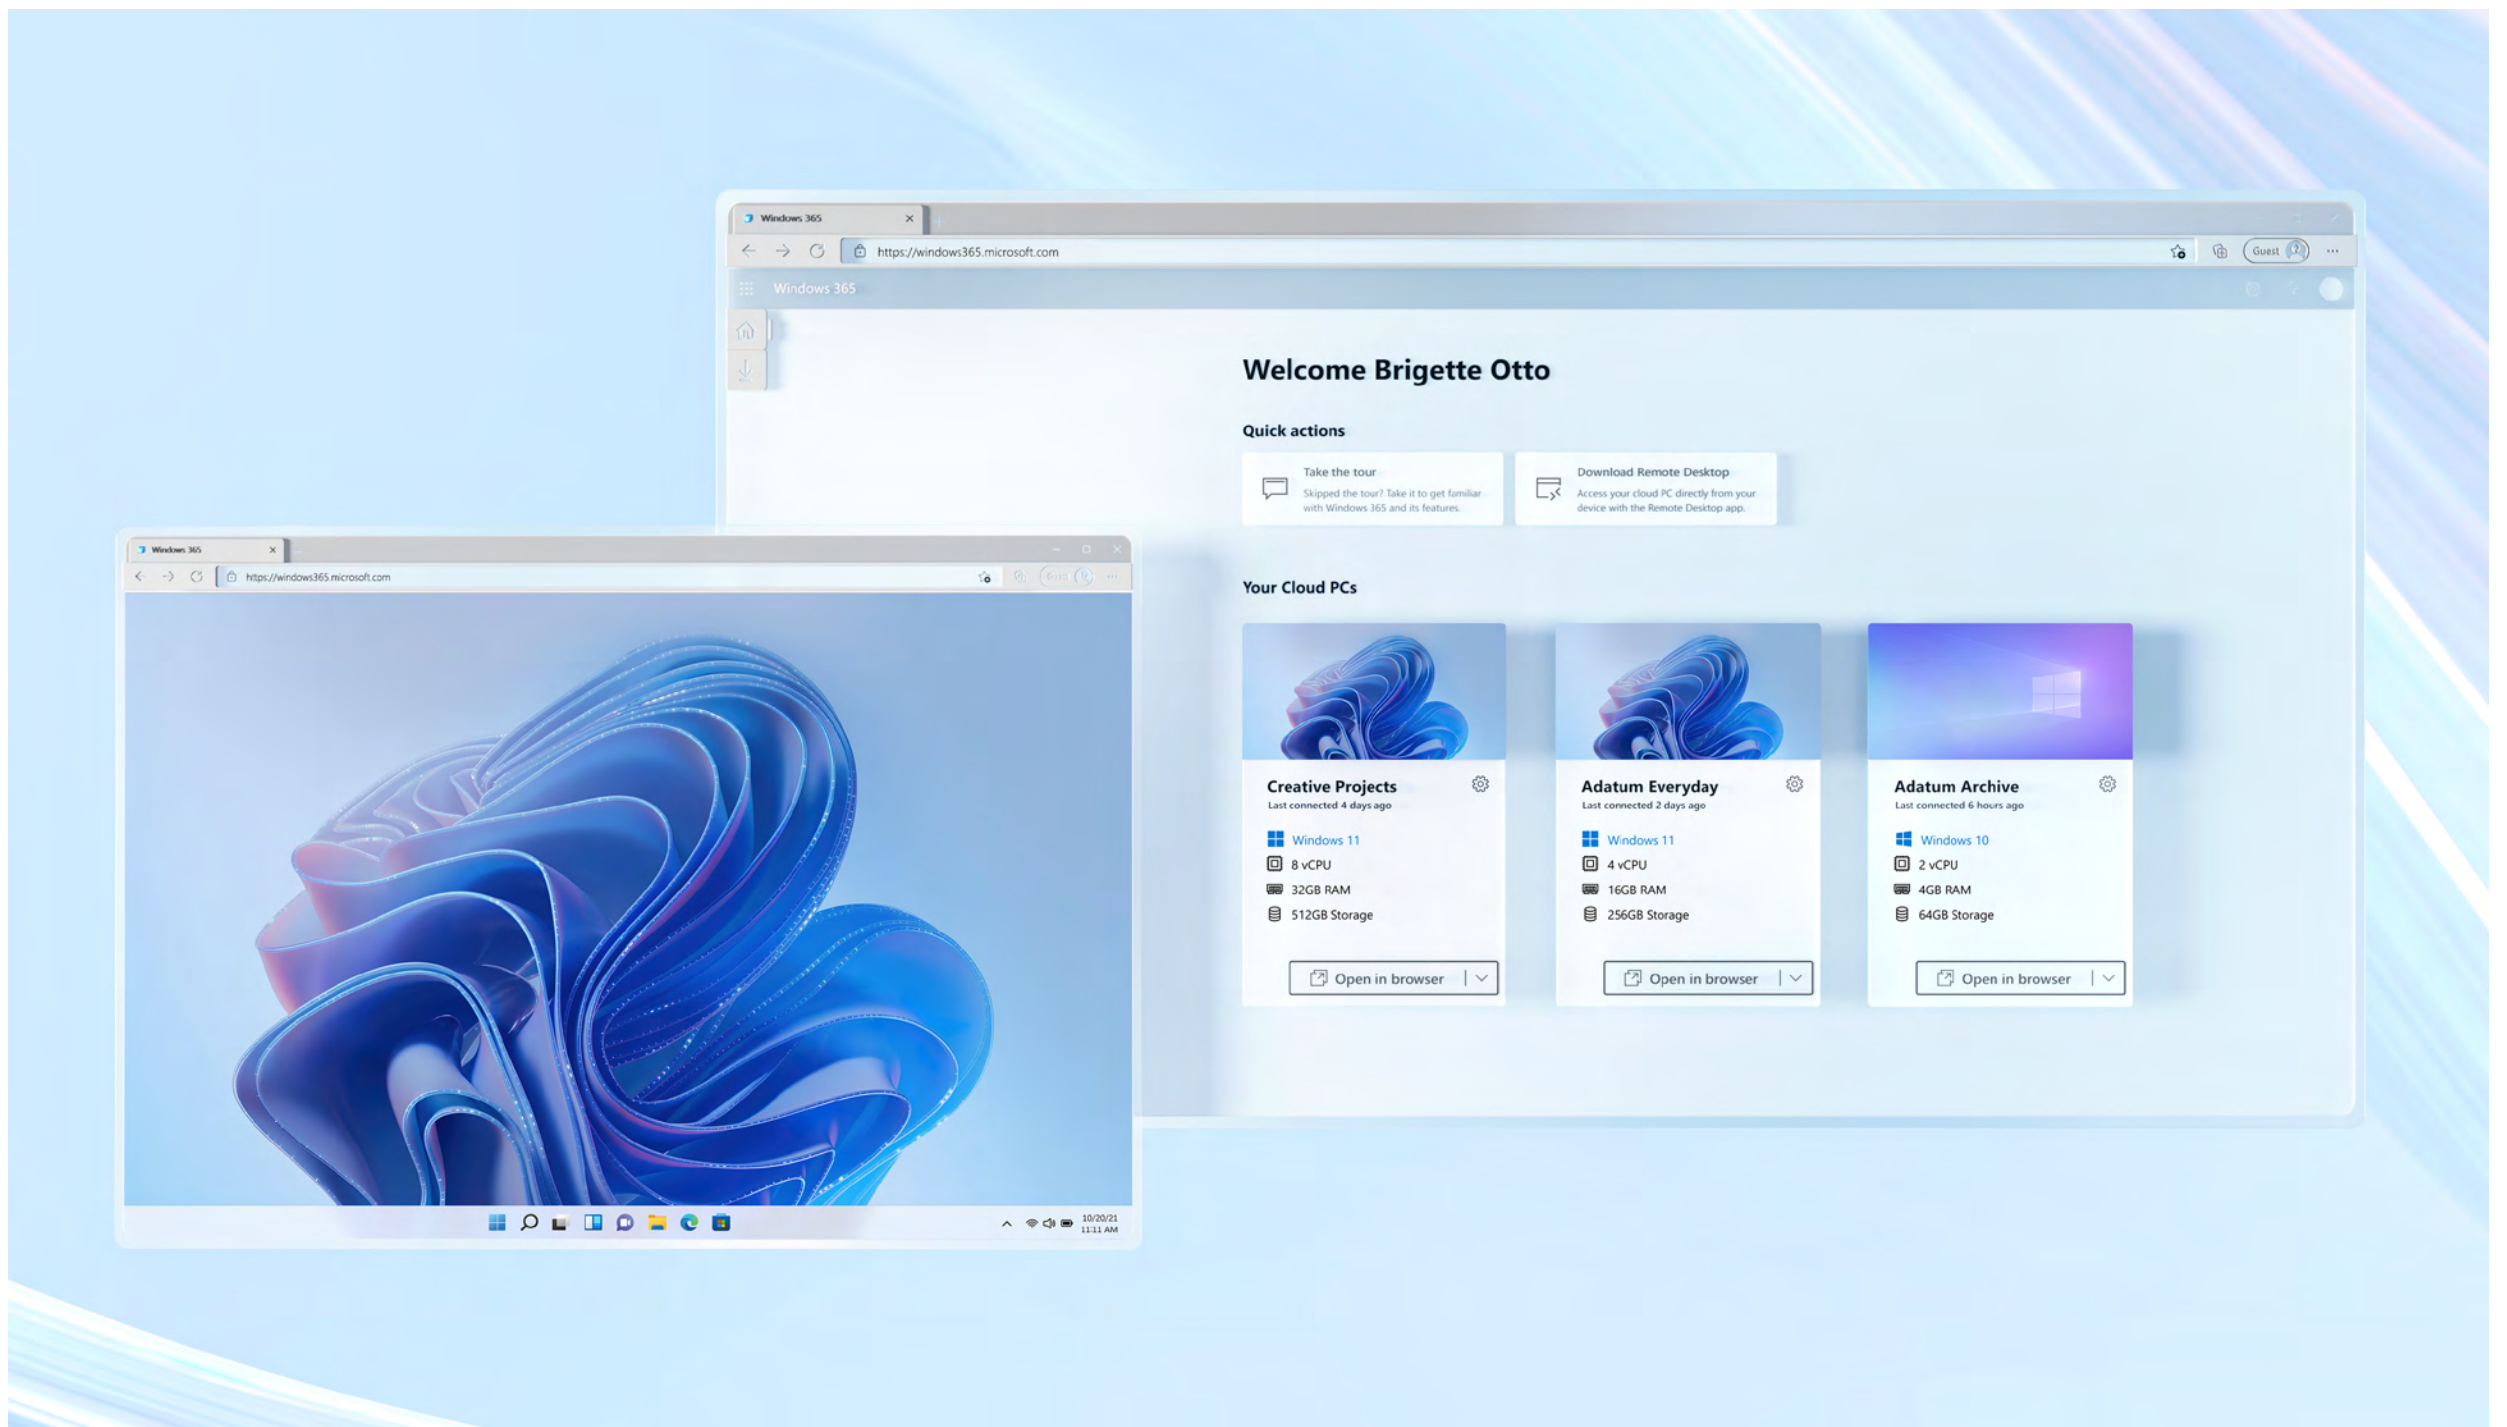 Windows 365
https://windows365.microsoft.com
Guest
Windows 365
Welcome Brigette Otto
Quick actions
Take the tour
Skipped the tour? Take it to get familiar
with Windows 365 and its features.
Download Remote Desktop
Access your cloud PC directly from your
device with the Remote Desktop app.
Your Cloud PCs
Creative Projects
Last connected 4 days ago
Windows 11
8 vCPU
32GB RAM
512GB Storage
Open in browser
Adatum Everyday
Last connected 2 days ago
Windows 11
4 vCPU
16GB RAM
256GB Storage
Open in browser
Adatum Archive
Last connected 6 hours ago
Windows 10
2 vCPU
4GB RAM
64GB Storage
Open in browser
Windows 365
https://windows365.microsoft.com
Guest
10/20/21
11:11 AM